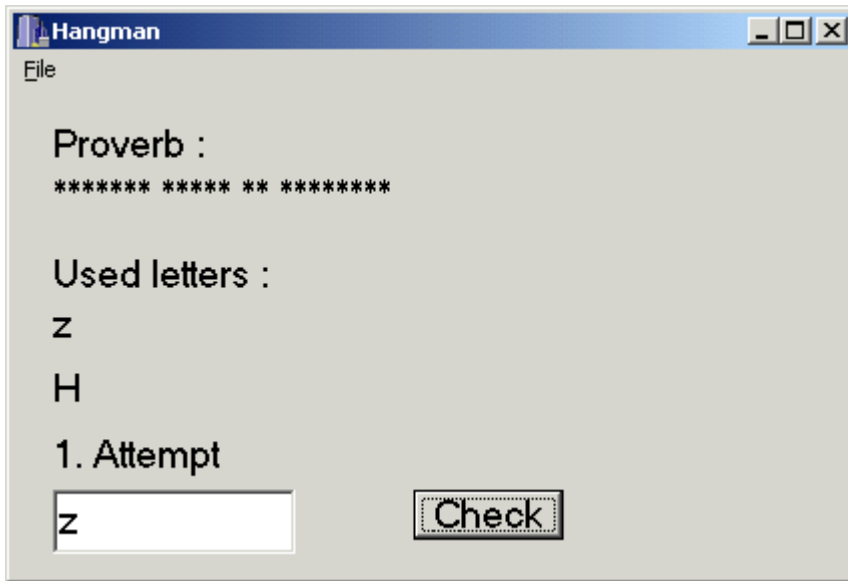 Hangman
File
Proverb :
******* ***** ** ********
Used letters :
z
H
1. Attempt
z
Check